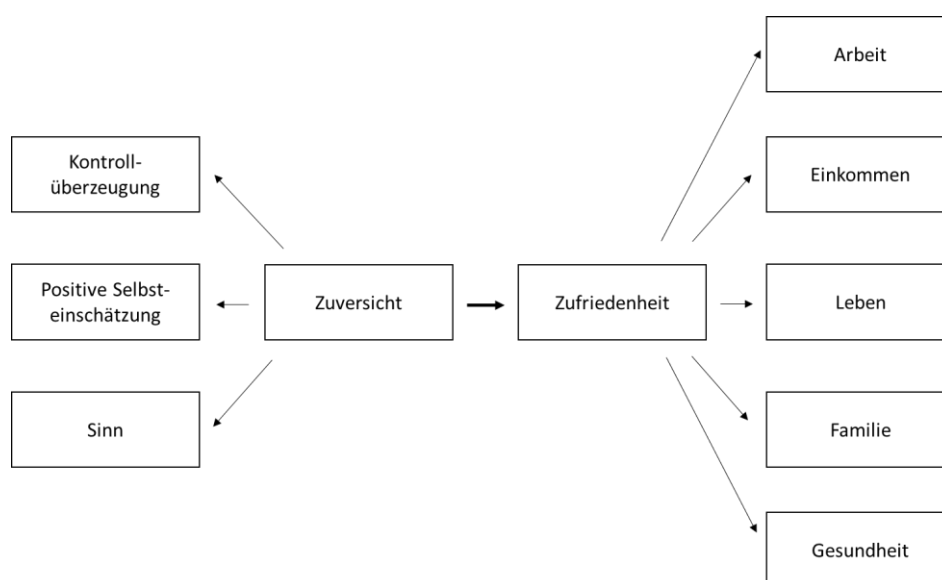 Arbeit
Kontroll-
überzeugung
Einkommen
Positive Selbst-
einschätzung
Zuversicht
Zufriedenheit
Leben
Sinn
Familie
Gesundheit